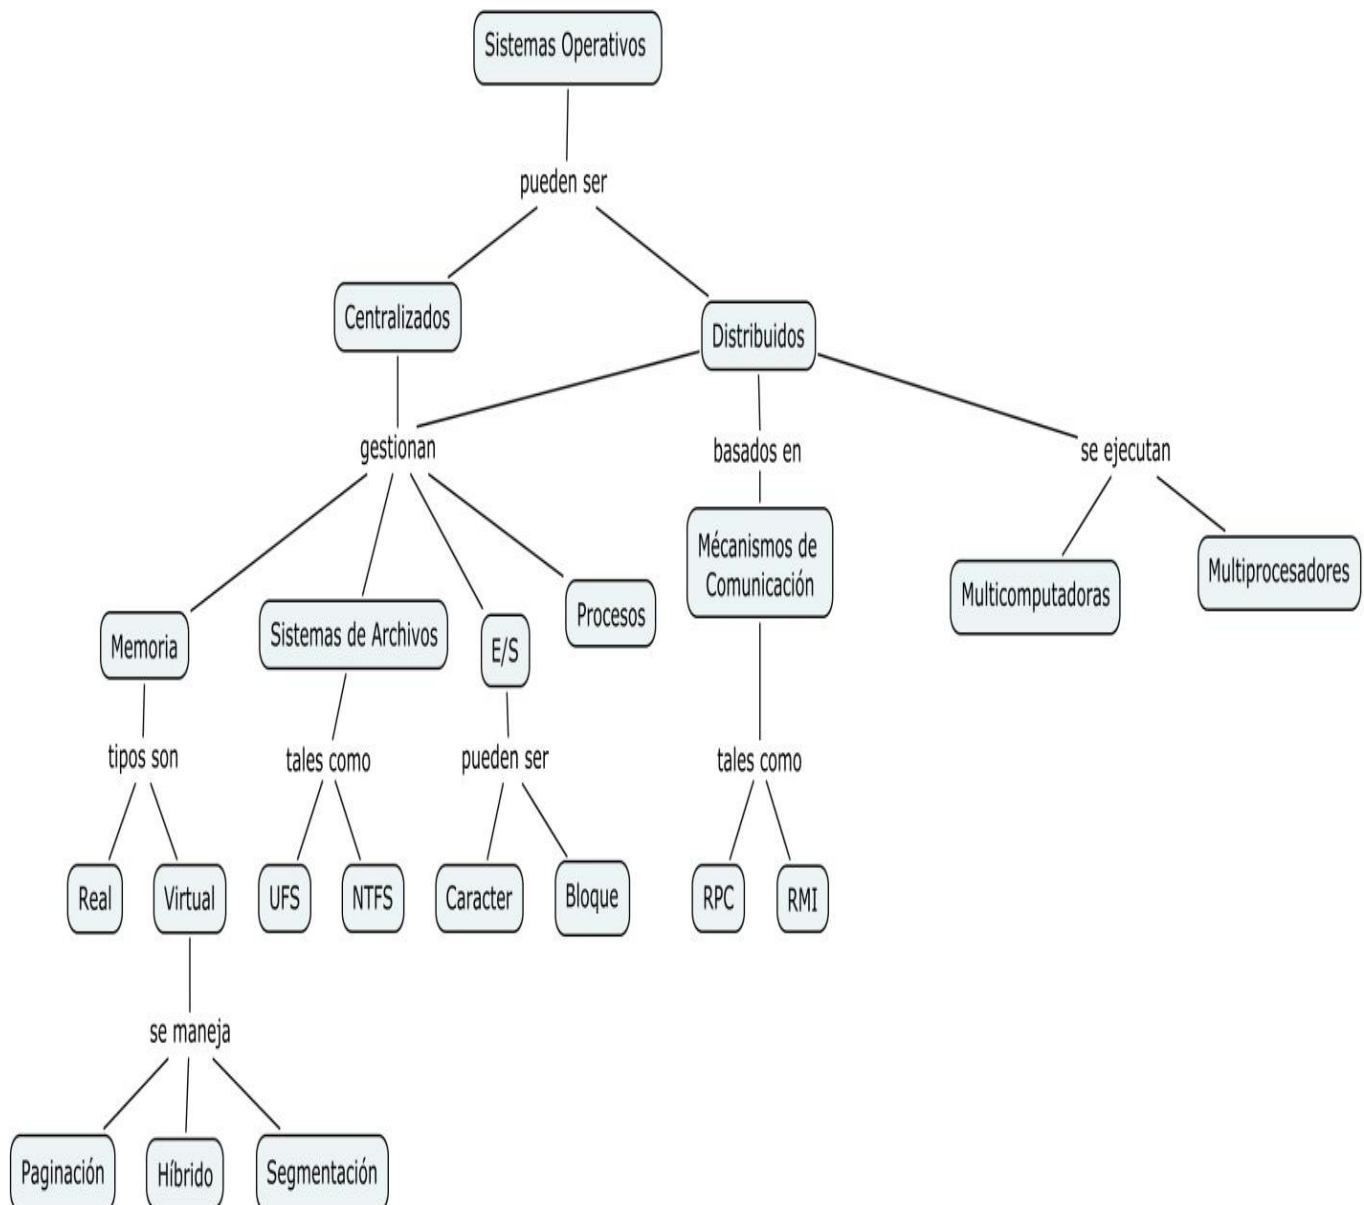 Sistemas Operativos
pueden ser
Centralizados
Distribuidos
gestionan
basados en
se ejecutan
Mécanismos de
Comunicación
Multicomputadoras
Multiprocesadores
Memoria
Sistemas de Archivos
E/S
Procesos
tipos son
tales como
pueden ser
tales como
Real
Virtual
UFS
NTFS
Caracter
Bloque
RPC
RMI
se maneja
Paginación
Híbrido
Segmentación